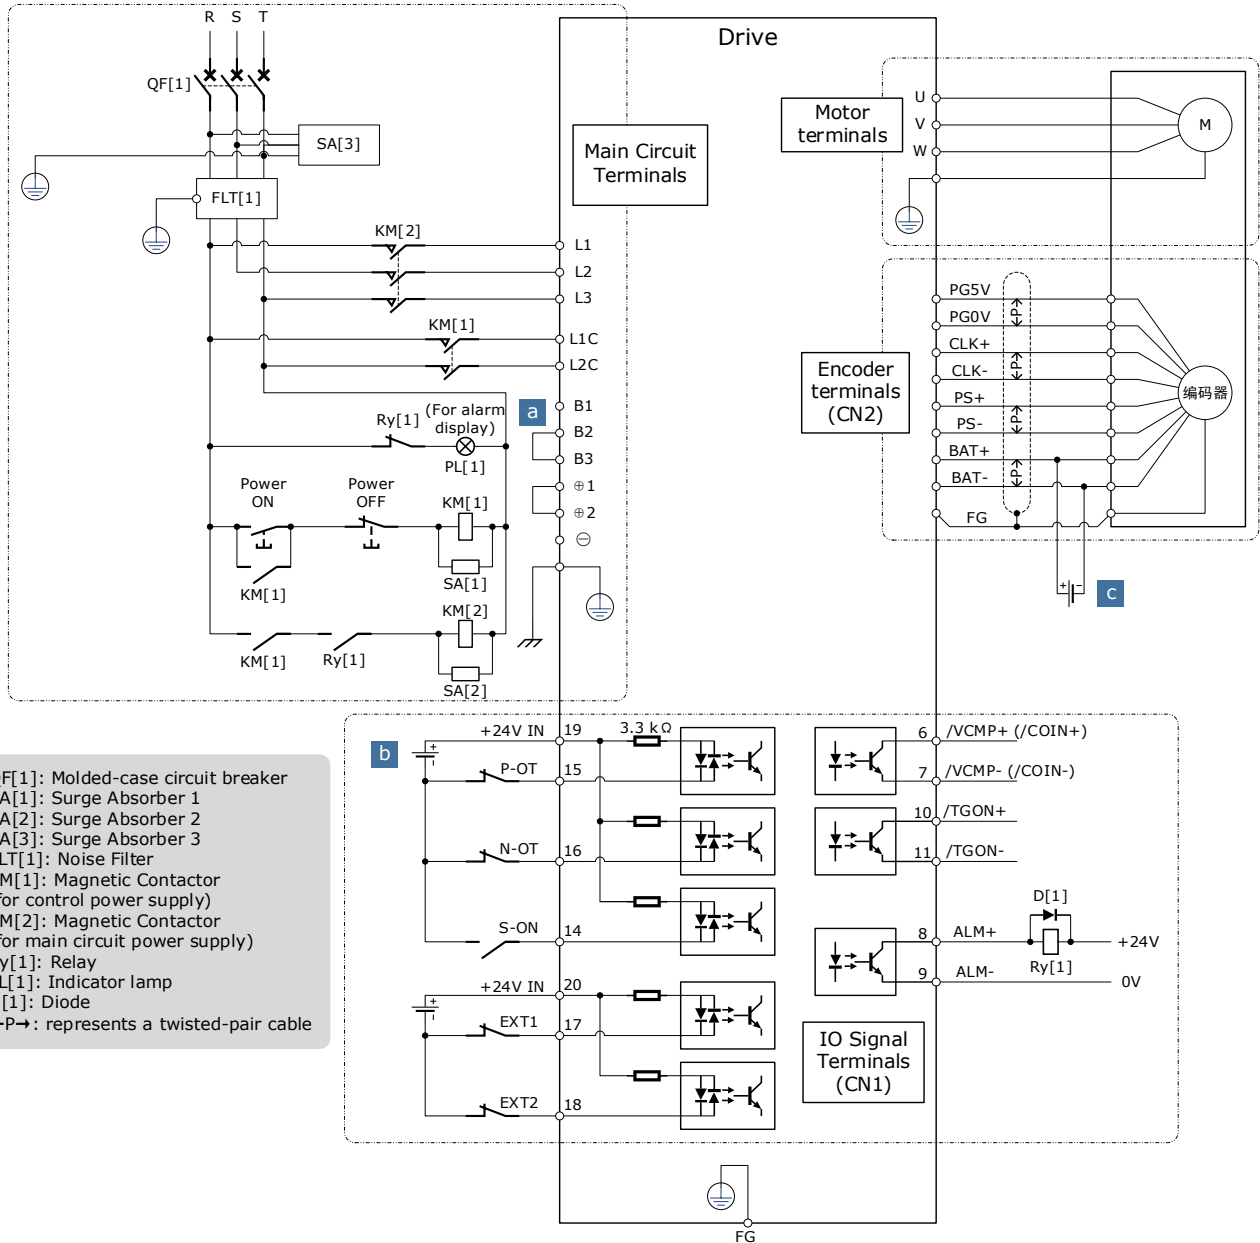 R S T
Drive
QF[1]
SA[3]
FLT[1]
Main Circuit
Terminals
KM[2]
L1
L2
L3
KM[1]
L1C
L2C
a
B1
B2
B3
⊕1
⊕2
⊖
Ry[1]
(For alarm
display)
PL[1]
Power
ON
Power
OFF
KM[1]
SA[1]
KM[1]
KM[2]
SA[2]
KM[1]
Ry[1]
Motor
terminals
U
V
W
M
Encoder
terminals
(CN2)
PG5V
PG0V
CLK+
CLK-
PS+
PS-
BAT+
BAT-
FG
←P→
←P→
←P→
←P→
编码器
+ -
c
b
+24V IN 19
3.3 kΩ
+
-
P-OT 15
N-OT 16
S-ON 14
+24V IN 20
+
-
EXT1 17
EXT2 18
6 /VCMP+ (/COIN+)
7 /VCMP- (/COIN-)
10 /TGON+
11 /TGON-
8 ALM+
9 ALM-
D[1]
Ry[1]
+24V
0V
IO Signal
Terminals
(CN1)
FG
QF[1]: Molded-case circuit breaker
A[1]: Surge Absorber 1
A[2]: Surge Absorber 2
A[3]: Surge Absorber 3
LT[1]: Noise Filter
M[1]: Magnetic Contactor
for control power supply)
M[2]: Magnetic Contactor
for main circuit power supply)
y[1]: Relay
L[1]: Indicator lamp
[1]: Diode
P→: represents a twisted-pair cable